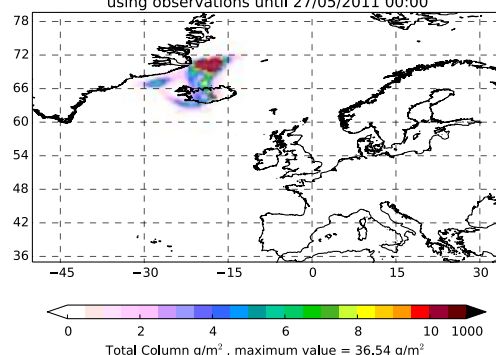 using observations until 27/05/2011 00:00
78
72
66
60
54
48
42
36
−45 −30 −15 0 15 30
0 2 4 6 8 10 1000
Total Column g/m² , maximum value = 36.54 g/m²